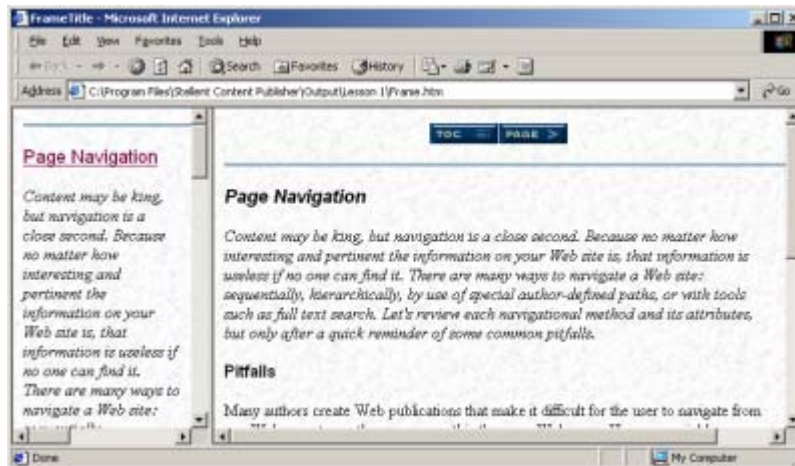 FrameTitle - Microsoft Internet Explorer
File Edit View Favorites Tools Help
Back Search Favorites History
Address C:\Program Files\Stellent Content Publisher\Output\Lesson 1\Frame.htm Go
Page Navigation
Content may be king,
but navigation is a
close second. Because
no matter how
interesting and
pertinent the
information on your
Web site is, that
information is useless if
no one can find it.
There are many ways to
navigate a Web site:
TOC PAGE >
Page Navigation
Content may be king, but navigation is a close second. Because no matter how
interesting and pertinent the information on your Web site is, that information is
useless if no one can find it. There are many ways to navigate a Web site:
sequentially, hierarchically, by use of special author-defined paths, or with tools
such as full text search. Let's review each navigational method and its attributes,
but only after a quick reminder of some common pitfalls.
Pitfalls
Many authors create Web publications that make it difficult for the user to navigate from
Done My Computer